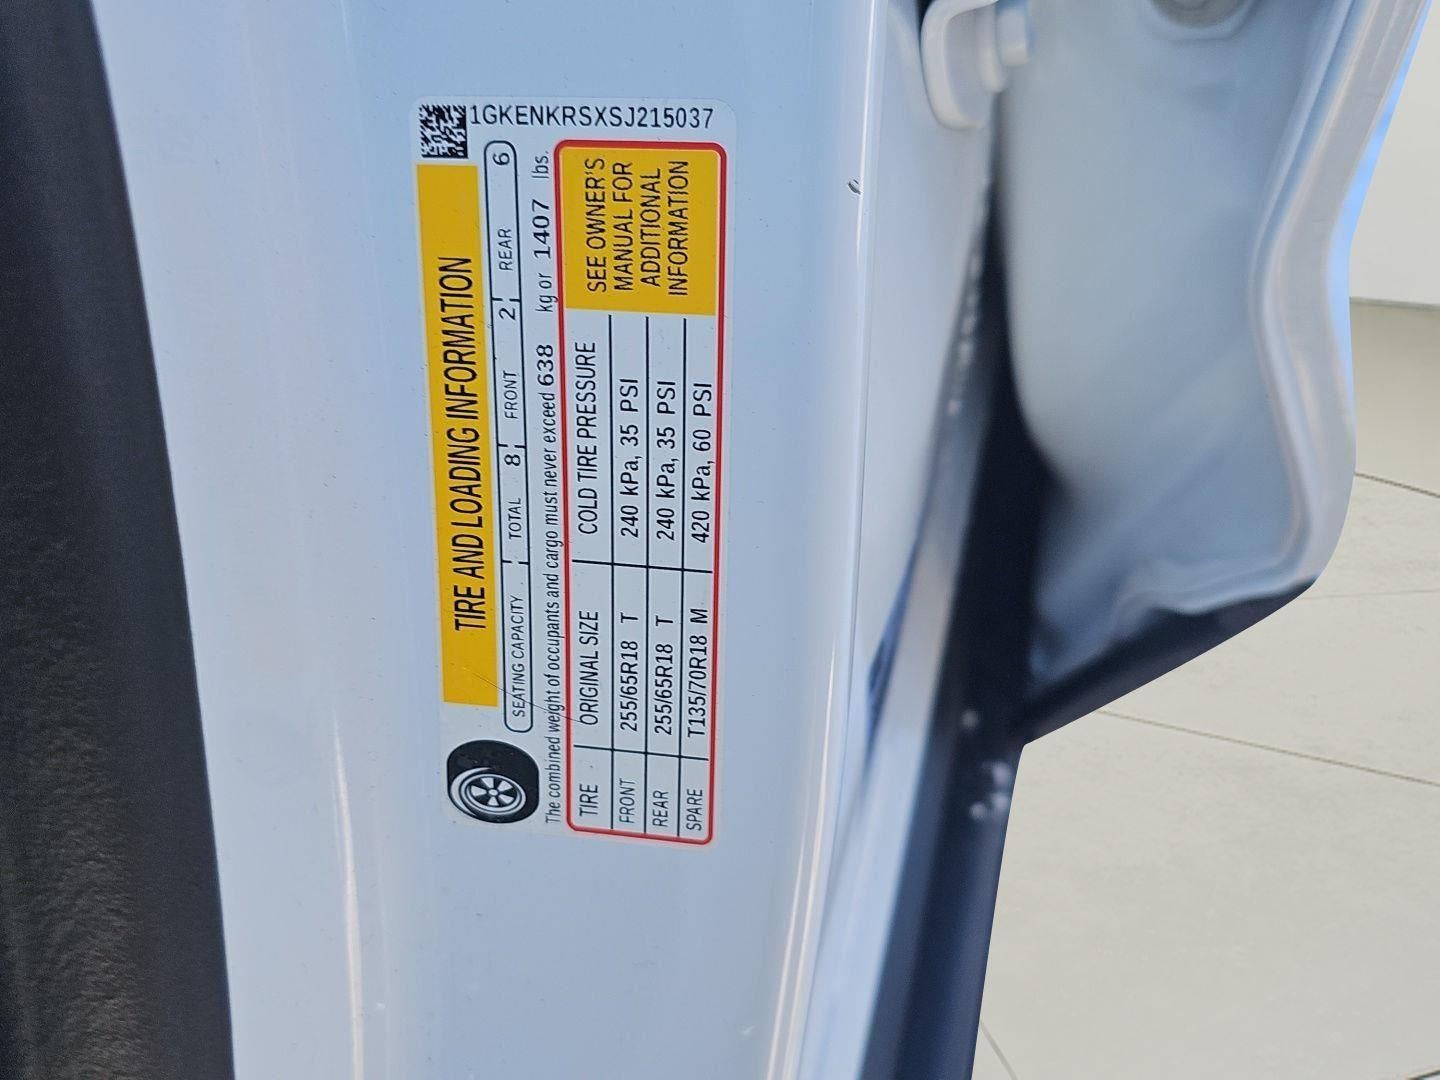 1GKENKRSXSJ215037
TIRE AND LOADING INFORMATION
SEATING CAPACITY TOTAL 8 FRONT 2 REAR 6
The combined weight of occupants and cargo must never exceed 638 kg or 1407 lbs.
TIRE ORIGINAL SIZE COLD TIRE PRESSURE
FRONT 255/65R18 T 240 kPa, 35 PSI
REAR 255/65R18 T 240 kPa, 35 PSI
SPARE T135/70R18 M 420 kPa, 60 PSI
SEE OWNER'S
MANUAL FOR
ADDITIONAL
INFORMATION